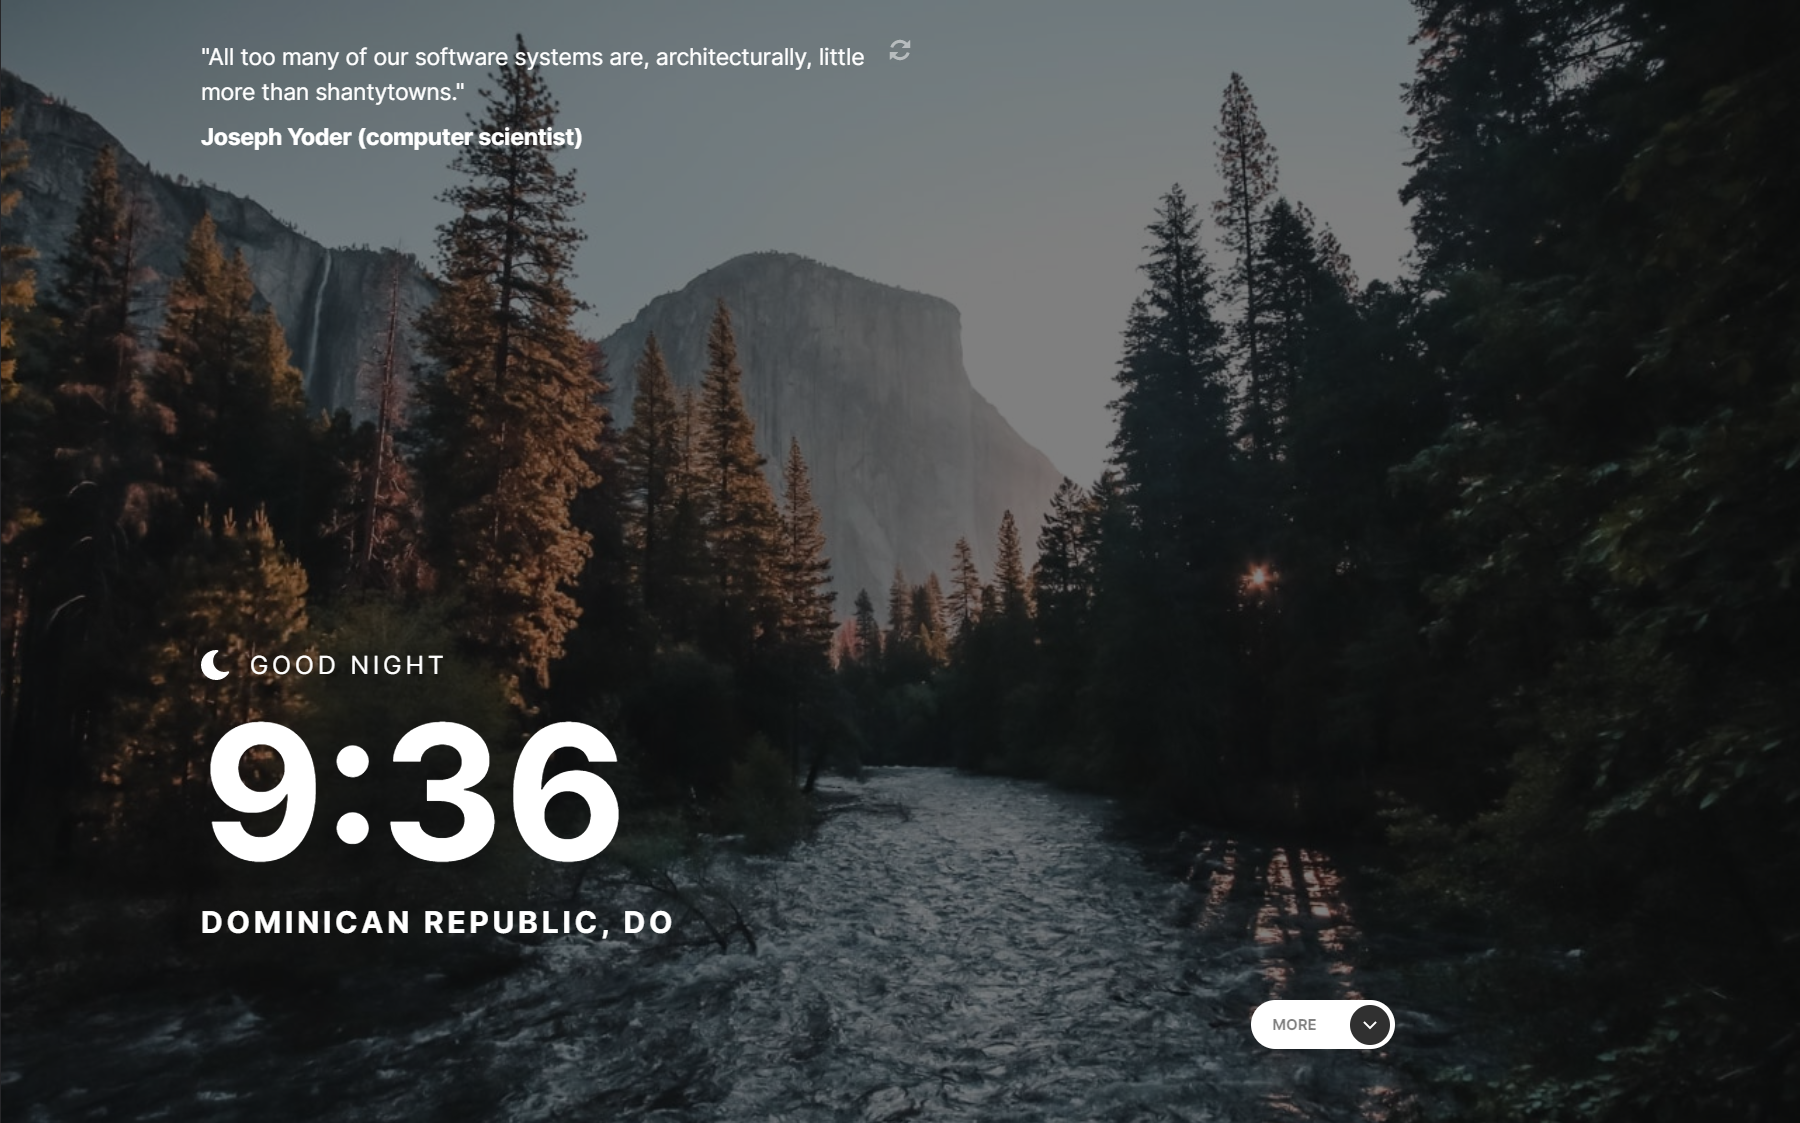 "All too many of our software systems are, architecturally, little
more than shantytowns."
Joseph Yoder (computer scientist)
GOOD NIGHT
9:36
DOMINICAN REPUBLIC, DO
MORE